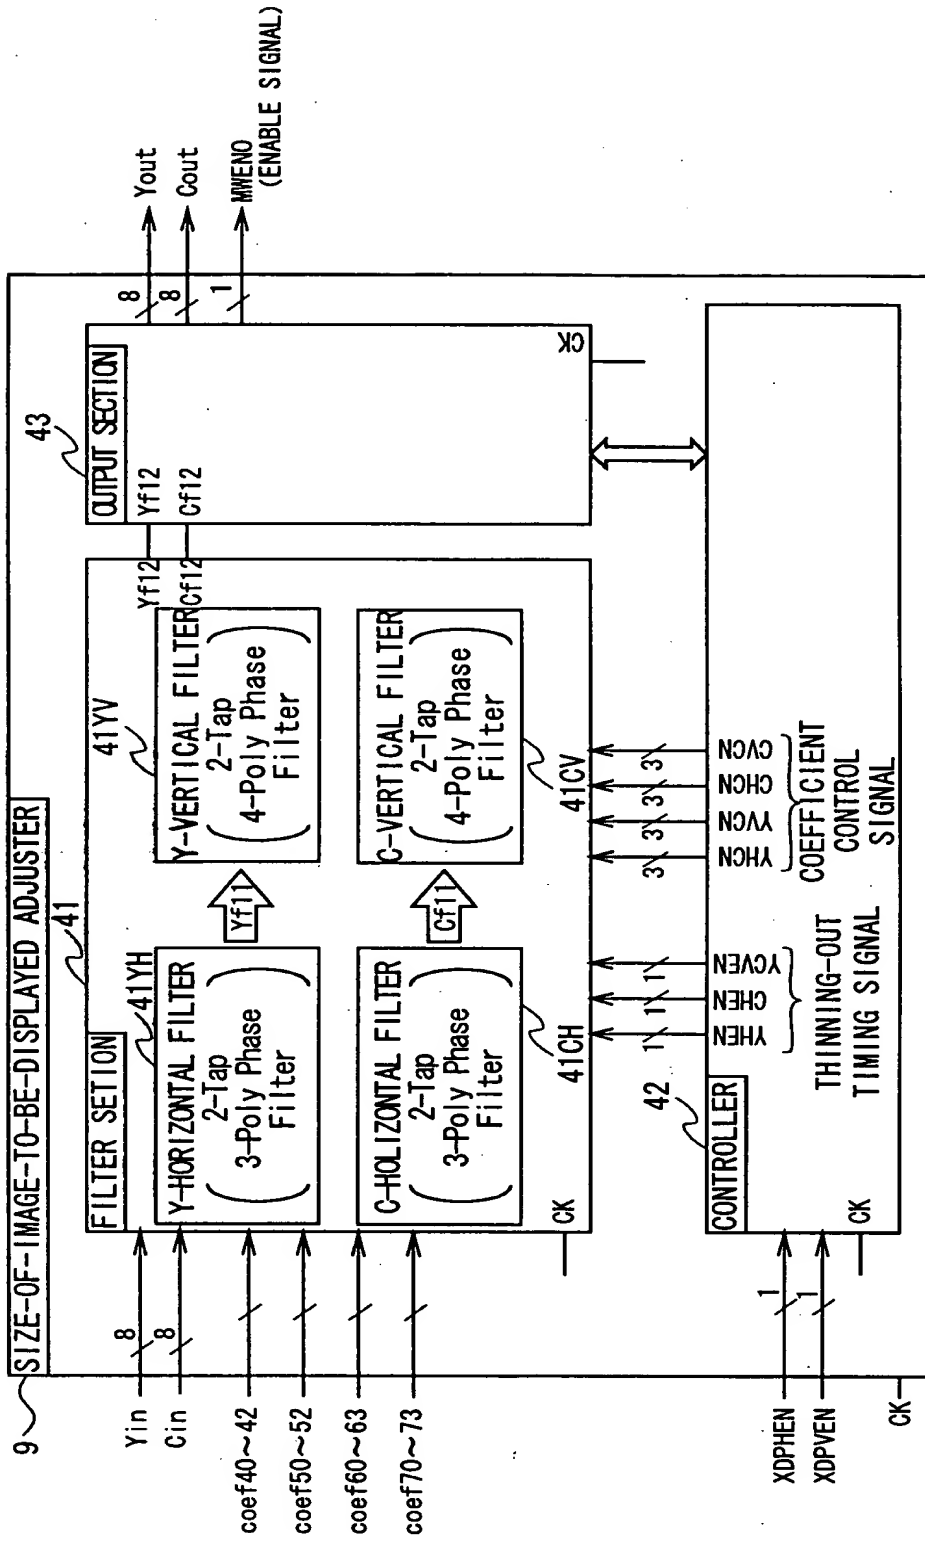 9
SIZE-OF-IMAGE-TO-BE-DISPLAYED ADJUSTER
41
FILTER SETION
Yin
8
Cin
8
coef40~42
coef50~52
coef60~63
coef70~73
41YH
Y-HORIZONTAL FILTER
2-Tap
3-Poly Phase
Filter
Yf11
41YV
Y-VERTICAL FILTER
2-Tap
4-Poly Phase
Filter
C-HOLIZONTAL FILTER
2-Tap
3-Poly Phase
Filter
41CH
Cf11
C-VERTICAL FILTER
2-Tap
4-Poly Phase
Filter
41CV
CK
Yf12
Cf12
43
OUTPUT SECTION
Yf12
Cf12
CK
8
Yout
8
Cout
1
MWENO
(ENABLE SIGNAL)
1
1
1
3
3
3
3
42
CONTROLLER
YHEN
CHEN
YCVEN
THINNING-OUT
TIMING SIGNAL
YHCN
YVCN
CHCN
CVCN
COEFFICIENT
CONTROL
SIGNAL
XDPHEN
1
XDPVEN
1
CK
CK